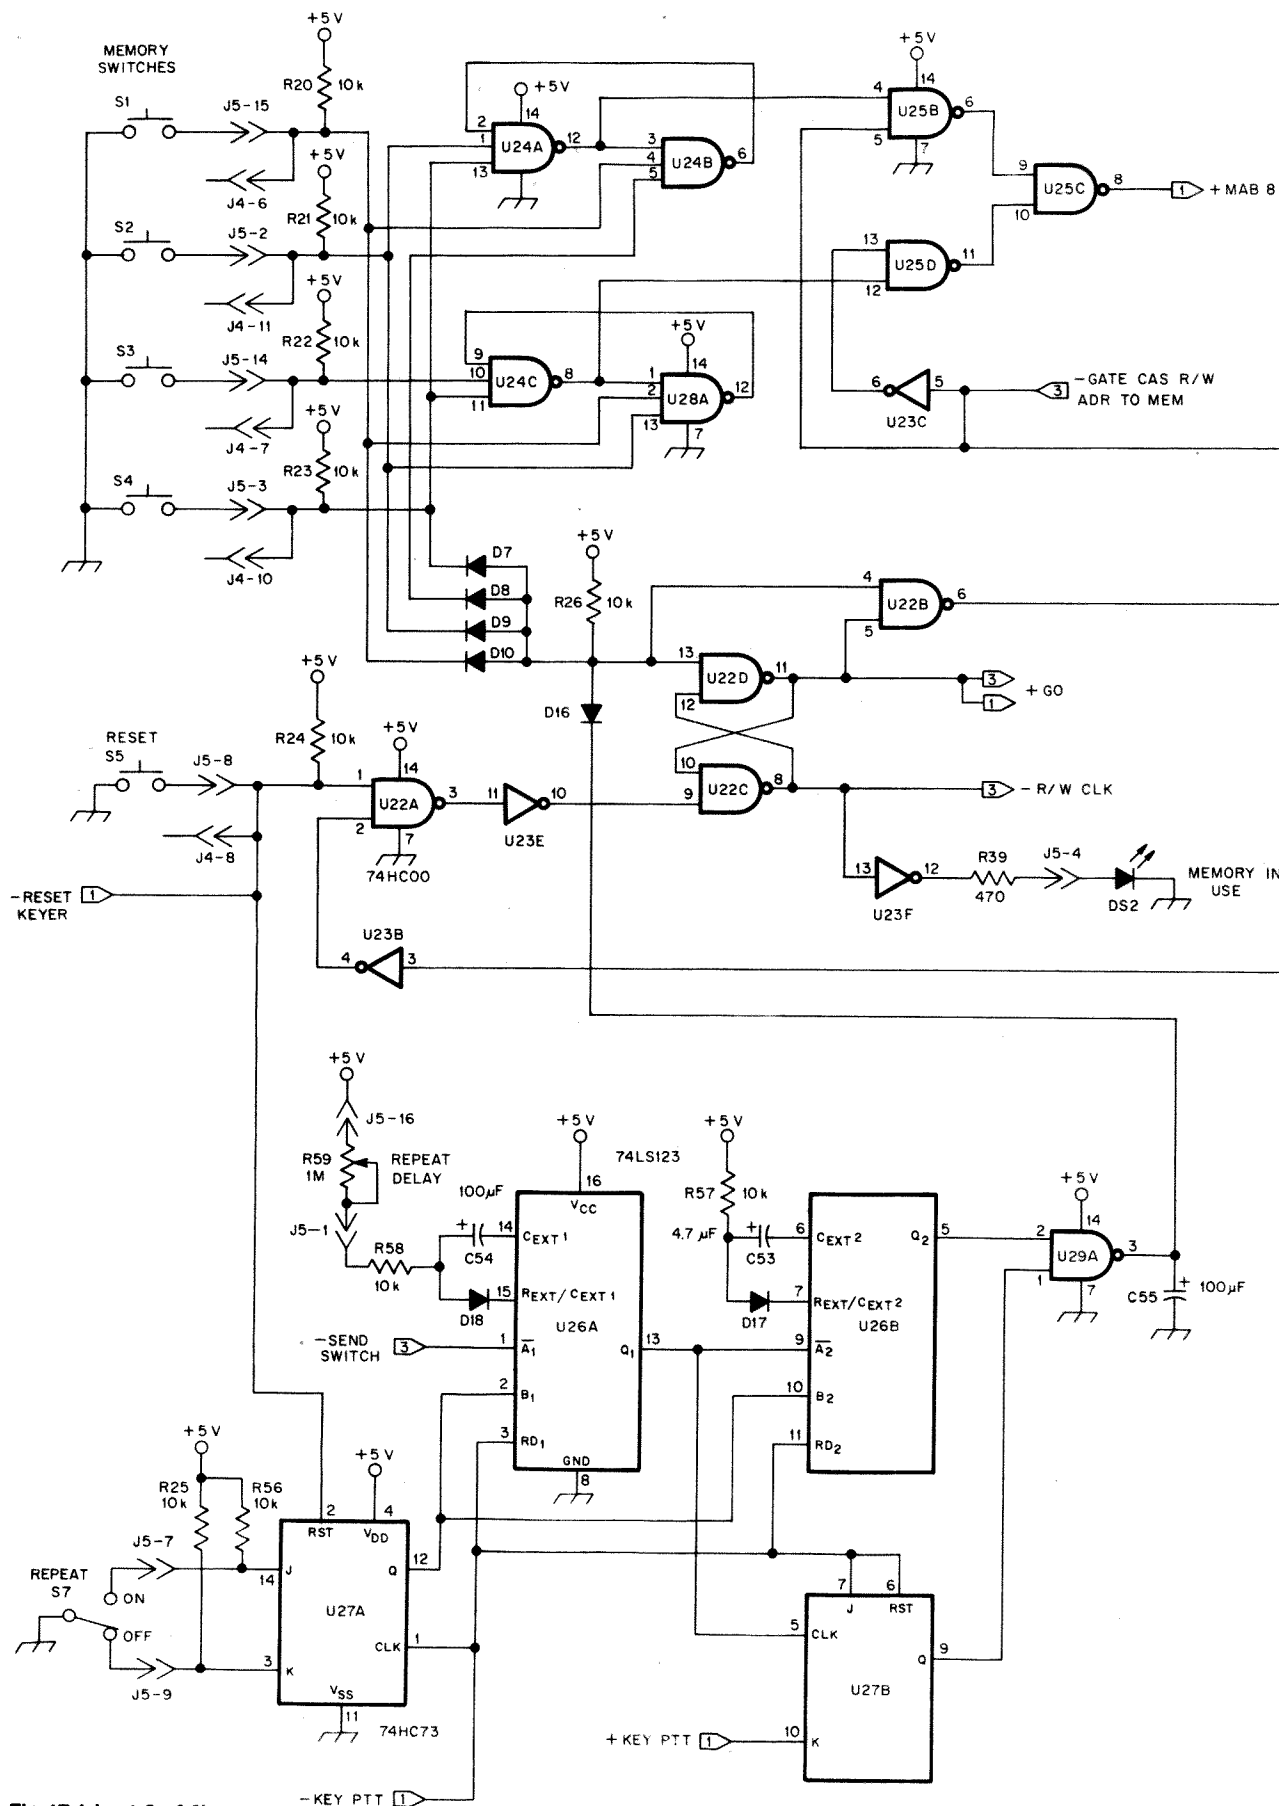 +5V
MEMORY
SWITCHES
R20 10k
S1
J5-15
J4-6
+5V
R21 10k
S2
J5-2
J4-11
+5V
R22 10k
S3
J5-14
J4-7
+5V
R23 10k
S4
J5-3
J4-10
+5V
14
2
1
13
U24A
12
3
4
5
U24B
6
+5V
14
4
5
U25B
6
7
9
10
U25C
8
1 +MAB 8
13
12
U25D
11
9
10
11
U24C
8
+5V
14
1
2
13
U28A
12
7
6
5
U23C
3
-GATE CAS R/W
ADR TO MEM
D7
D8
D9
D10
+5V
R26 10k
4
5
U22B
6
13
12
U22D
11
3
1
+GO
D16
10
9
U22C
8
3 -R/W CLK
+5V
R24 10k
RESET
S5
J5-8
J4-8
+5V
14
1
2
U22A
3
7
74HC00
11
10
U23E
13
12
U23F
R39
470
J5-4
DS2
MEMORY IN
USE
-RESET
KEYER
1
U23B
4
3
+5V
J5-16
R59
1M
REPEAT
DELAY
J5-1
R58
10k
100µF
+
C54
D18
+5V
74LS123
16
VCC
14 CEXT1
15 REXT/CEXT1
U26A
-SEND
SWITCH
3
1 A1
Q1 13
2 B1
3 RD1
GND
8
+5V
R57 10k
4.7 µF
+
C53
D17
6 CEXT2
7 REXT/CEXT2
U26B
Q2 5
9 A2
10 B2
11 RD2
+5V
14
2
1
U29A
3
7
+
C55
100µF
+5V
R25
10k
R56
10k
+5V
2
RST
4
VDD
J5-7
14
J
Q 12
REPEAT
S7
ON
OFF
U27A
CLK 1
3 K
J5-9
VSS
11
74HC73
7
J
6
RST
5 CLK
Q 9
U27B
+KEY PTT 1
10 K
-KEY PTT 1